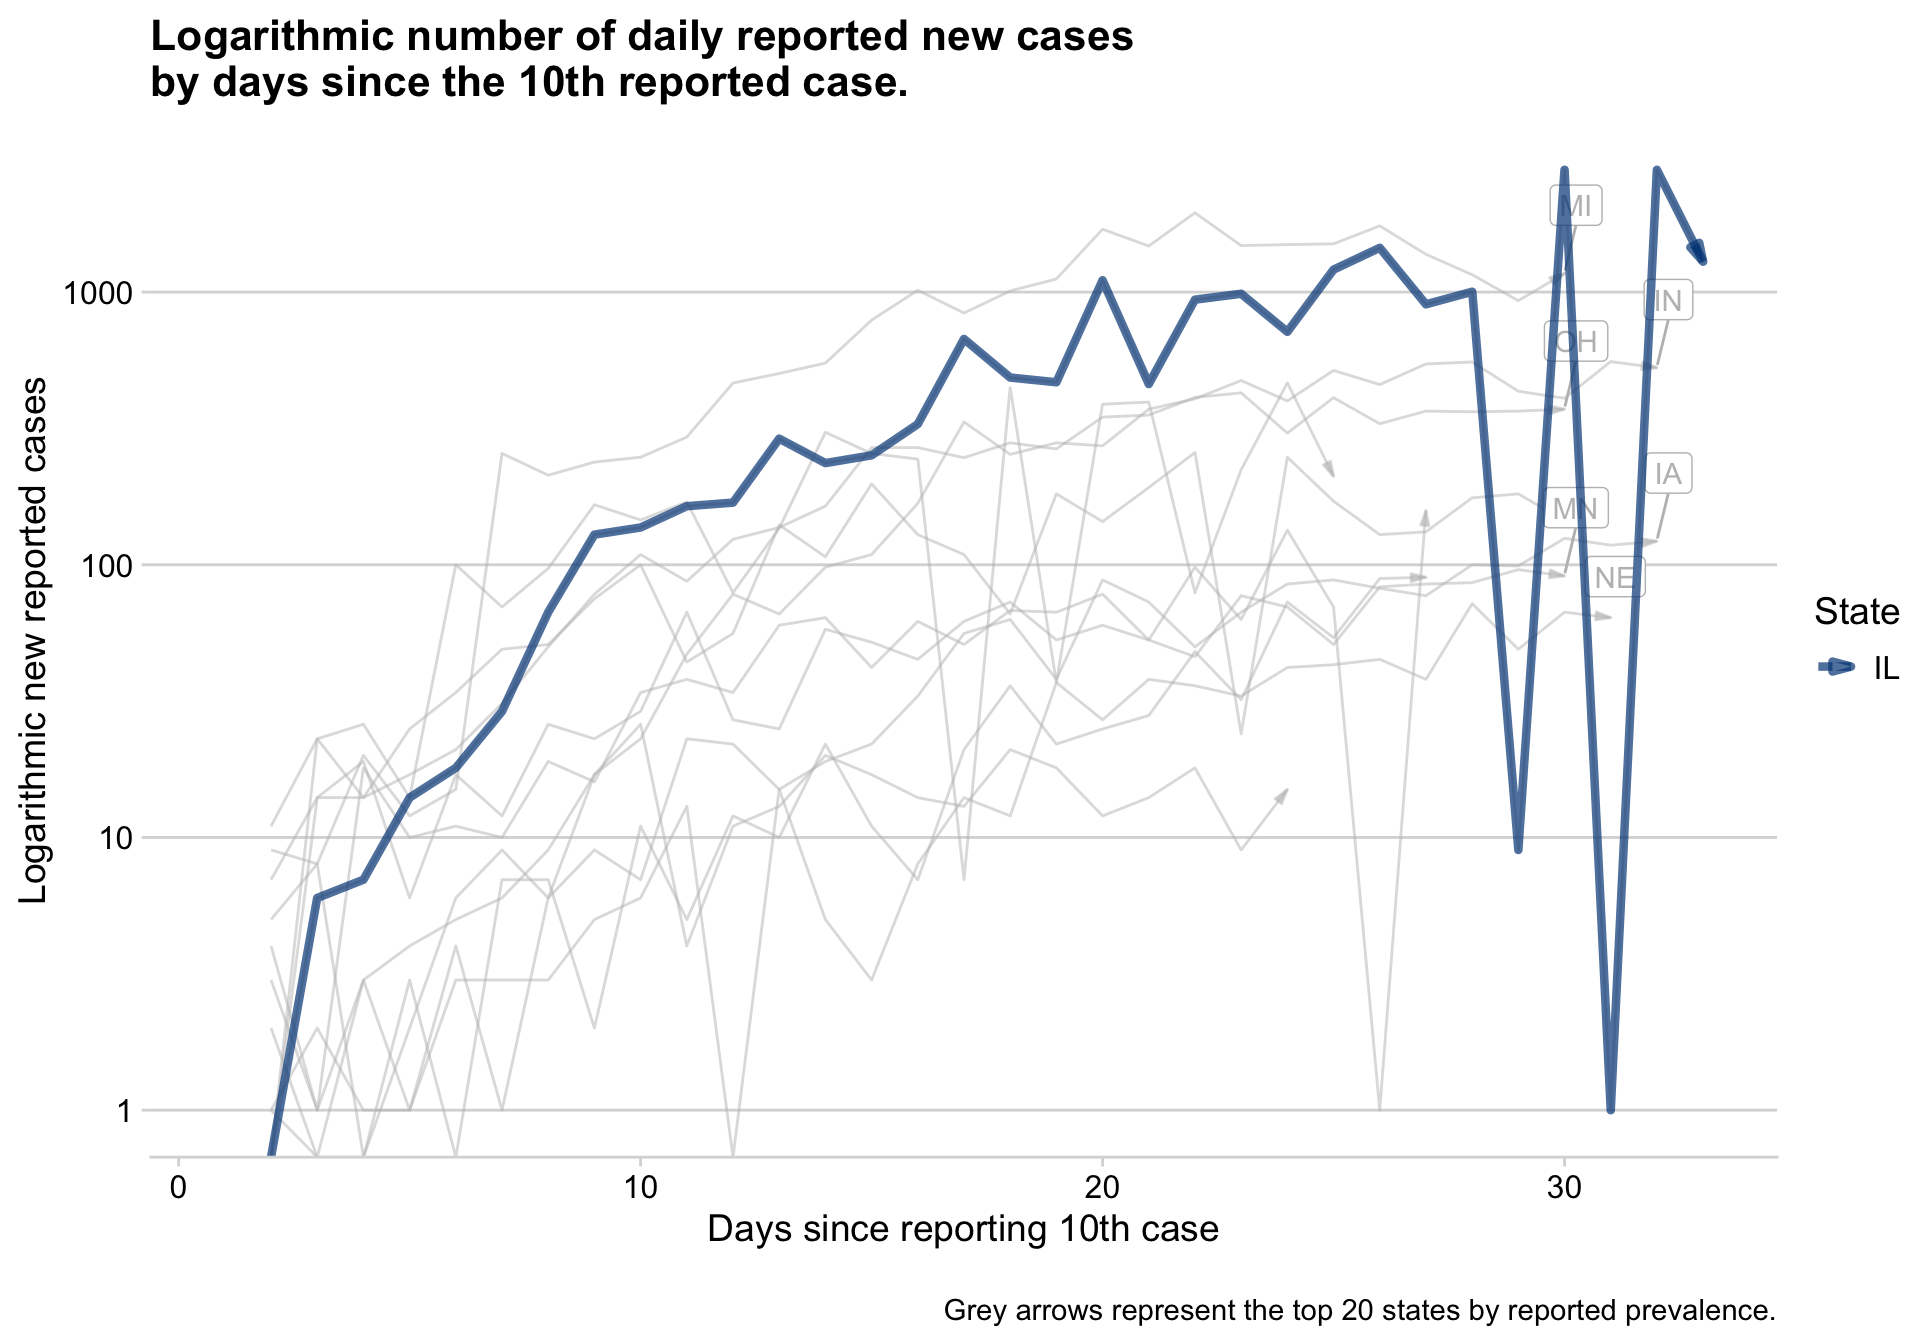 Logarithmic number of daily reported new cases
by days since the 10th reported case.
Logarithmic new reported cases
1000
100
10
1
MI
IN
OH
IA
MN
NE
State
IL
0
10
20
30
Days since reporting 10th case
Grey arrows represent the top 20 states by reported prevalence.